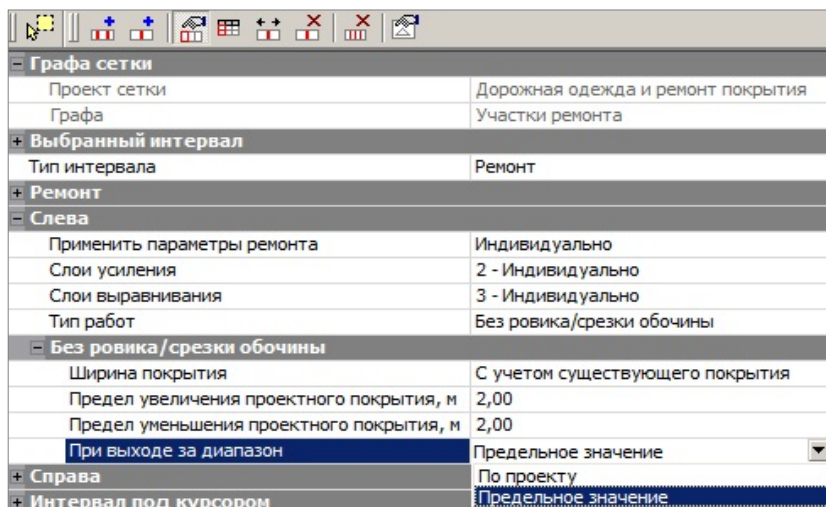 Графа сетки
Проект сетки Дорожная одежда и ремонт покрытия
Графа Участки ремонта
Выбранный интервал
Тип интервала Ремонт
Ремонт
Слева
Применить параметры ремонта Индивидуально
Слои усиления 2 - Индивидуально
Слои выравнивания 3 - Индивидуально
Тип работ Без ровика/срезки обочины
Без ровика/срезки обочины
Ширина покрытия С учетом существующего покрытия
Предел увеличения проектного покрытия, м 2,00
Предел уменьшения проектного покрытия, м 2,00
При выходе за диапазон Предельное значение
Справа По проекту
Интервал под курсором Предельное значение